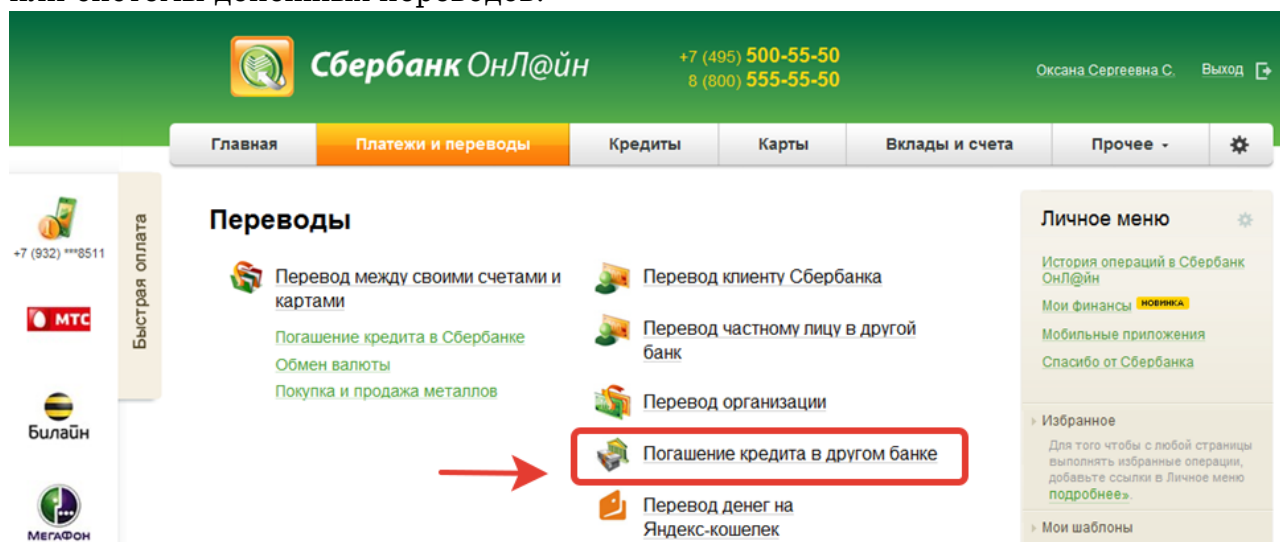 или системы денежных переводов.
Сбербанк ОнЛ@йн
+7 (495) 500-55-50
8 (800) 555-55-50
Оксана Сергеевна С.
Выход
Главная
Платежи и переводы
Кредиты
Карты
Вклады и счета
Прочее
+7 (932) ***8511
МТС
Билайн
МЕГАФОН
Быстрая оплата
Переводы
Перевод между своими счетами и
картами
Погашение кредита в Сбербанке
Обмен валюты
Покупка и продажа металлов
Перевод клиенту Сбербанка
Перевод частному лицу в другой
банк
Перевод организации
Погашение кредита в другом банке
Перевод денег на
Яндекс-кошелек
Личное меню
История операций в Сбербанк
ОнЛ@йн
Мои финансы НОВИНКА
Мобильные приложения
Спасибо от Сбербанка
Избранное
Для того чтобы с любой страницы
выполнять избранные операции,
добавьте ссылки в Личное меню
подробнее».
Мои шаблоны